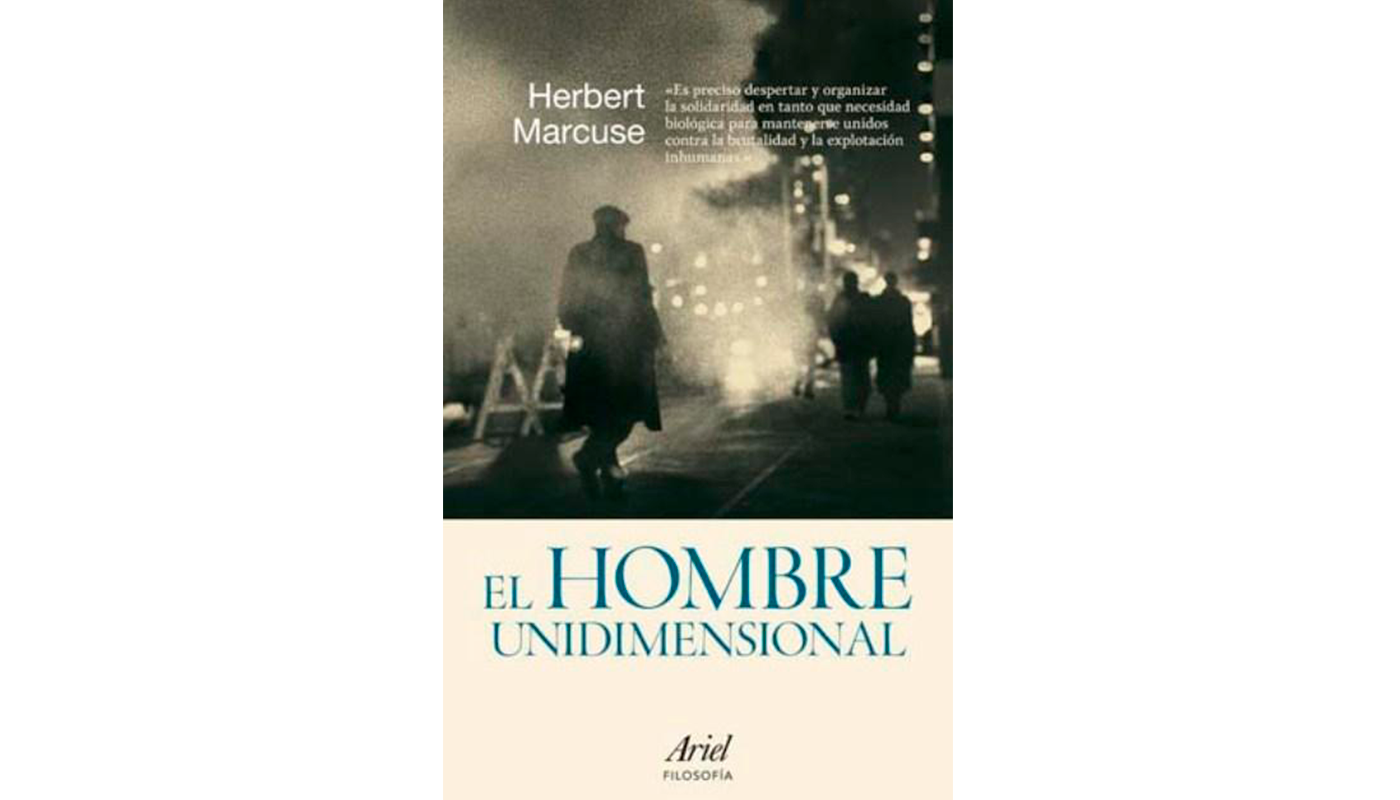 Herbert
Marcuse
«Es preciso despertar y organizar
la solidaridad en tanto que necesidad
biológica para mantenerse unidos
contra la brutalidad y la explotación
inhumanas.»
EL HOMBRE
UNIDIMENSIONAL
Ariel
FILOSOFÍA